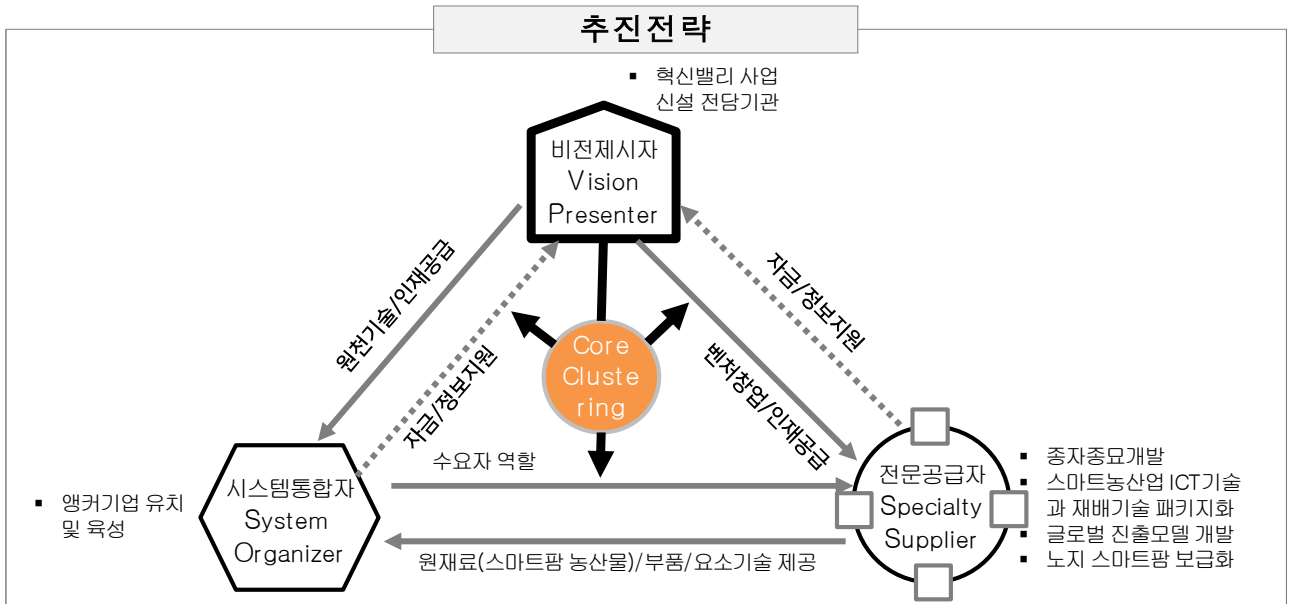 추진전략
▪ 혁신밸리 사업
신설 전담기관
비전제시자
Vision
Presenter
원천기술/인재공급
자금/정보지원
Core
Cluste
ring
벤처창업/인재공급
자금/정보지원
수요자 역할
▪ 앵커기업 유치
및 육성
시스템통합자
System
Organizer
전문공급자
Specialty
Supplier
▪ 종자종묘개발
▪ 스마트농산업 ICT기술
과 재배기술 패키지화
▪ 글로벌 진출모델 개발
▪ 노지 스마트팜 보급화
원재료(스마트팜 농산물)/부품/요소기술 제공